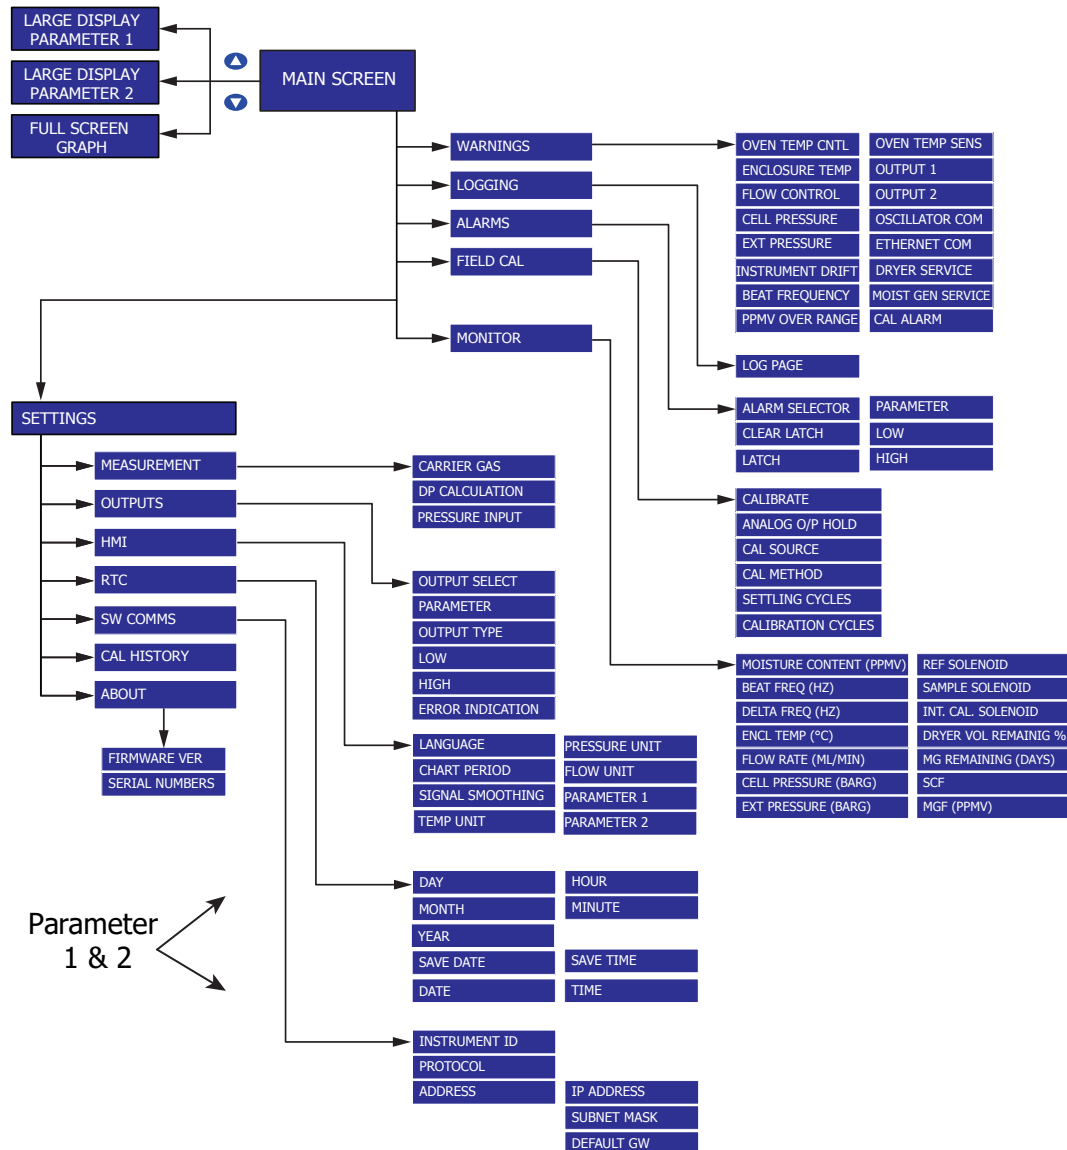 LARGE DISPLAY
PARAMETER 1
LARGE DISPLAY
PARAMETER 2
FULL SCREEN
GRAPH
MAIN SCREEN
WARNINGS
LOGGING
ALARMS
FIELD CAL
MONITOR
OVEN TEMP CNTL
ENCLOSURE TEMP
FLOW CONTROL
CELL PRESSURE
EXT PRESSURE
INSTRUMENT DRIFT
BEAT FREQUENCY
PPMV OVER RANGE
OVEN TEMP SENS
OUTPUT 1
OUTPUT 2
OSCILLATOR COM
ETHERNET COM
DRYER SERVICE
MOIST GEN SERVICE
CAL ALARM
LOG PAGE
ALARM SELECTOR
CLEAR LATCH
LATCH
PARAMETER
LOW
HIGH
CALIBRATE
ANALOG O/P HOLD
CAL SOURCE
CAL METHOD
SETTLING CYCLES
CALIBRATION CYCLES
MOISTURE CONTENT (PPMV)
BEAT FREQ (HZ)
DELTA FREQ (HZ)
ENCL TEMP (°C)
FLOW RATE (ML/MIN)
CELL PRESSURE (BARG)
EXT PRESSURE (BARG)
REF SOLENOID
SAMPLE SOLENOID
INT. CAL. SOLENOID
DRYER VOL REMAINIG %
MG REMAINING (DAYS)
SCF
MGF (PPMV)
SETTINGS
MEASUREMENT
OUTPUTS
HMI
RTC
SW COMMS
CAL HISTORY
ABOUT
FIRMWARE VER
SERIAL NUMBERS
CARRIER GAS
DP CALCULATION
PRESSURE INPUT
OUTPUT SELECT
PARAMETER
OUTPUT TYPE
LOW
HIGH
ERROR INDICATION
LANGUAGE
CHART PERIOD
SIGNAL SMOOTHING
TEMP UNIT
PRESSURE UNIT
FLOW UNIT
PARAMETER 1
PARAMETER 2
DAY
MONTH
YEAR
SAVE DATE
DATE
HOUR
MINUTE
SAVE TIME
TIME
INSTRUMENT ID
PROTOCOL
ADDRESS
IP ADDRESS
SUBNET MASK
DEFAULT GW
Parameter
1 & 2